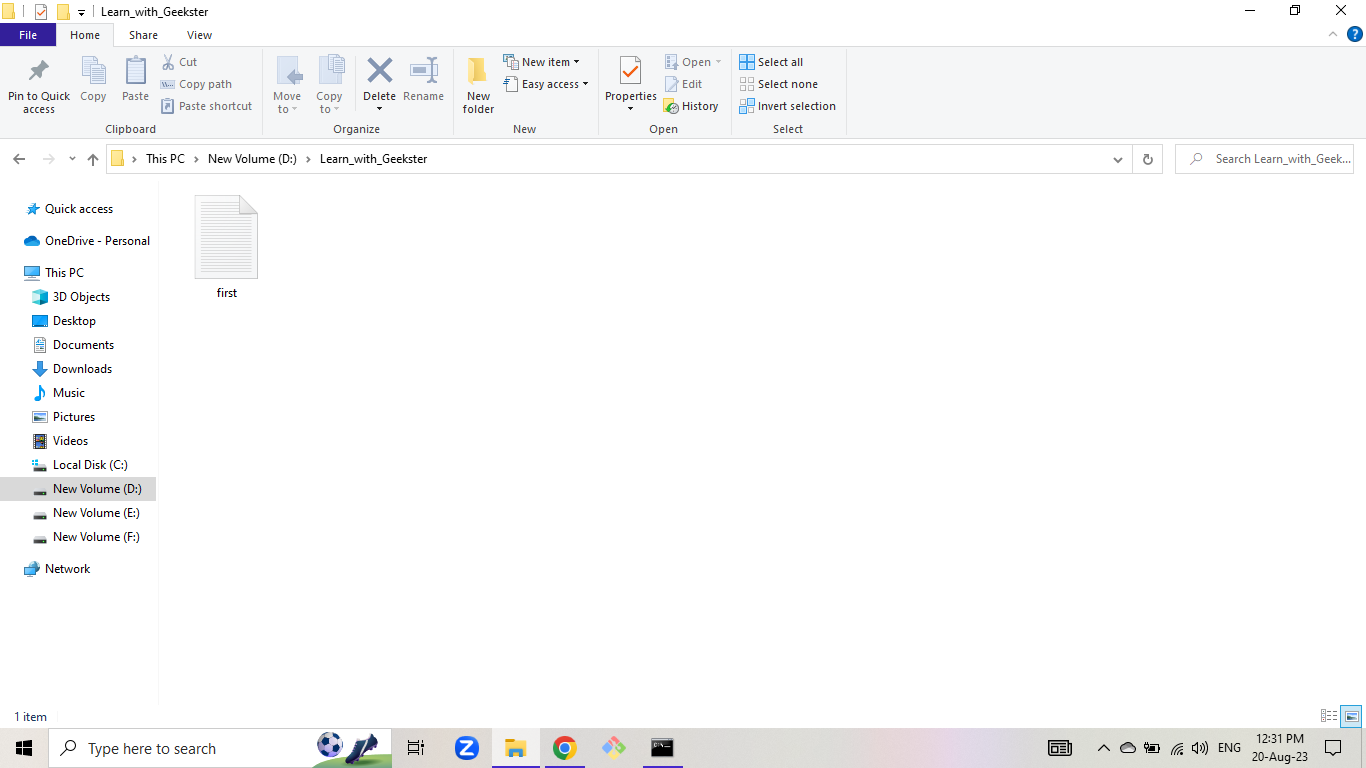 Learn_with_Geekster
File Home Share View
Pin to Quick access
Copy
Paste
Cut
Copy path
Paste shortcut
Clipboard
Move to
Copy to
Delete
Rename
Organize
New folder
New item
Easy access
New
Properties
Open
Edit
History
Open
Select all
Select none
Invert selection
Select
This PC > New Volume (D:) > Learn_with_Geekster
Search Learn_with_Geek...
Quick access
OneDrive - Personal
This PC
3D Objects
Desktop
Documents
Downloads
Music
Pictures
Videos
Local Disk (C:)
New Volume (D:)
New Volume (E:)
New Volume (F:)
Network
first
1 item
Type here to search
Z
ENG
12:31 PM
20-Aug-23